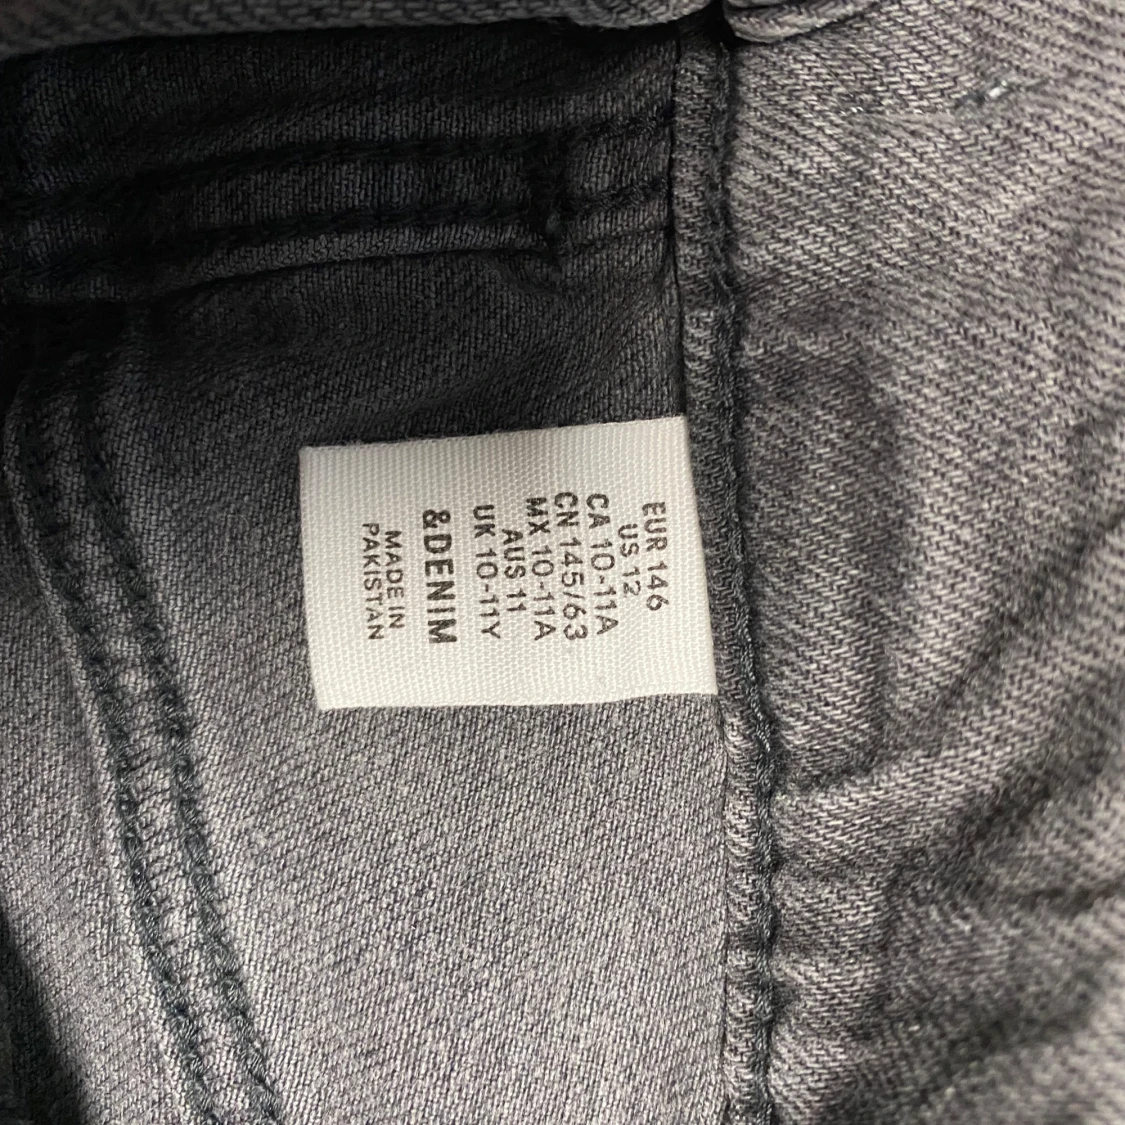 EUR 146
US 12
CA 10-11A
CN 145/63
MX 10-11A
AUS 11
UK 10-11Y
&DENIM
MADE IN
PAKISTAN